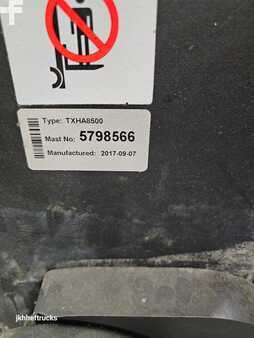 Type: TXHA8500
Mast No: 5798566
Manufactured: 2017-09-07
jkhheftrucks